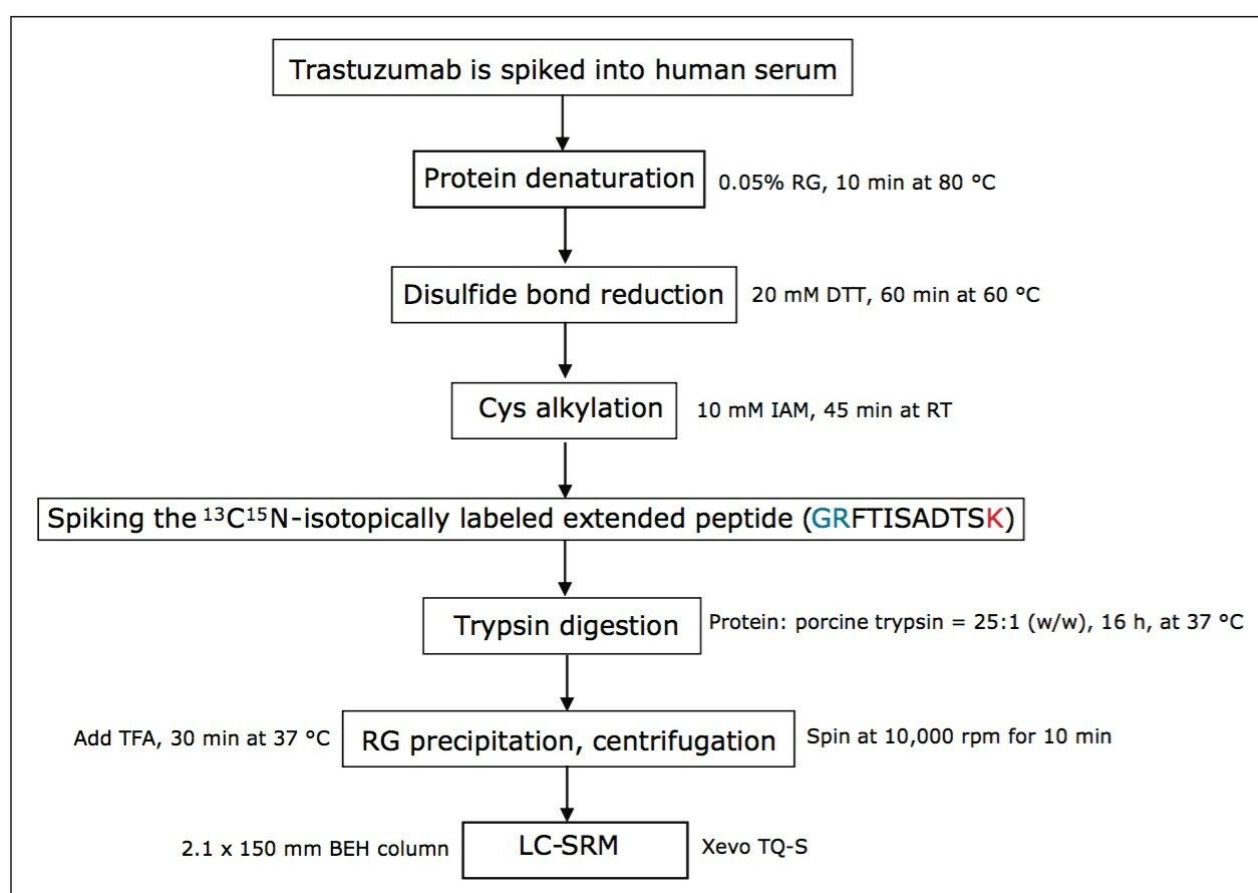 Trastuzumab is spiked into human serum
Protein denaturation
0.05% RG, 10 min at 80 °C
Disulfide bond reduction
20 mM DTT, 60 min at 60 °C
Cys alkylation
10 mM IAM, 45 min at RT
Spiking the ¹³C¹⁵N-isotopically labeled extended peptide (GRFTISADTSK)
Trypsin digestion
Protein: porcine trypsin = 25:1 (w/w), 16 h, at 37 °C
Add TFA, 30 min at 37 °C
RG precipitation, centrifugation
Spin at 10,000 rpm for 10 min
2.1 x 150 mm BEH column
LC-SRM
Xevo TQ-S